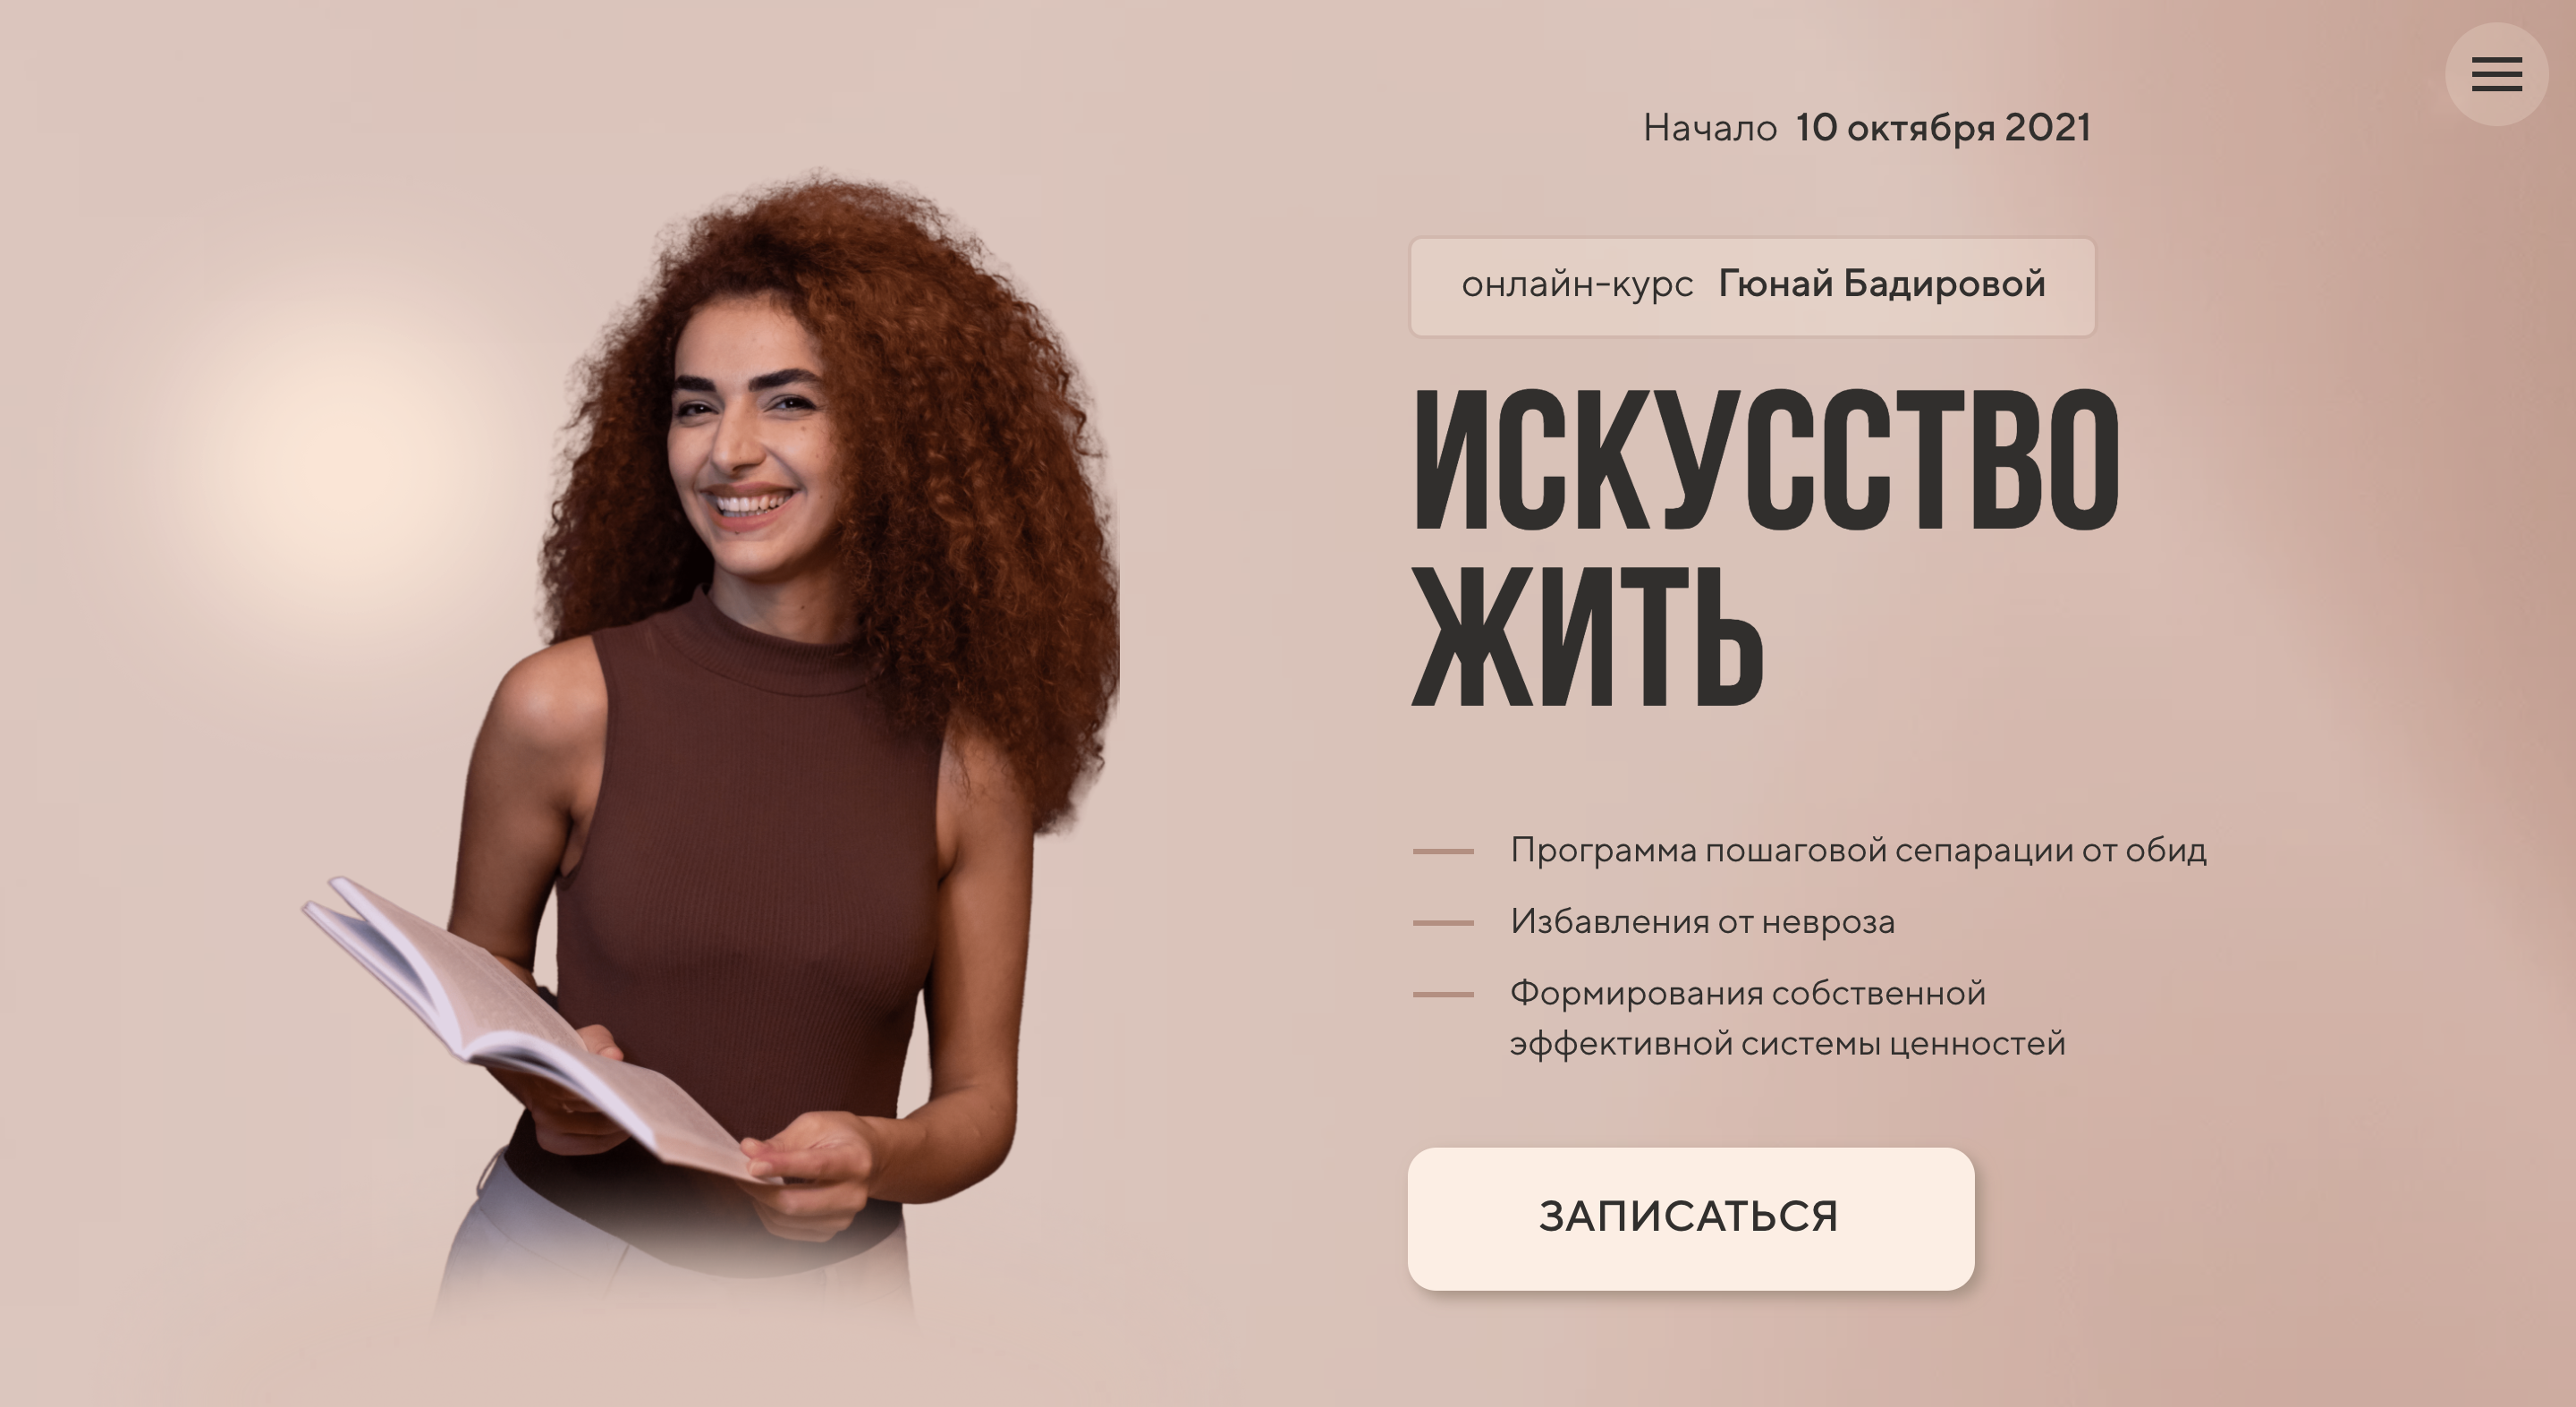 Начало 10 октября 2021
онлайн-курс Гюнай Бадировой
ИСКУССТВО
ЖИТЬ
Программа пошаговой сепарации от обид
Избавления от невроза
Формирования собственной
эффективной системы ценностей
ЗАПИСАТЬСЯ